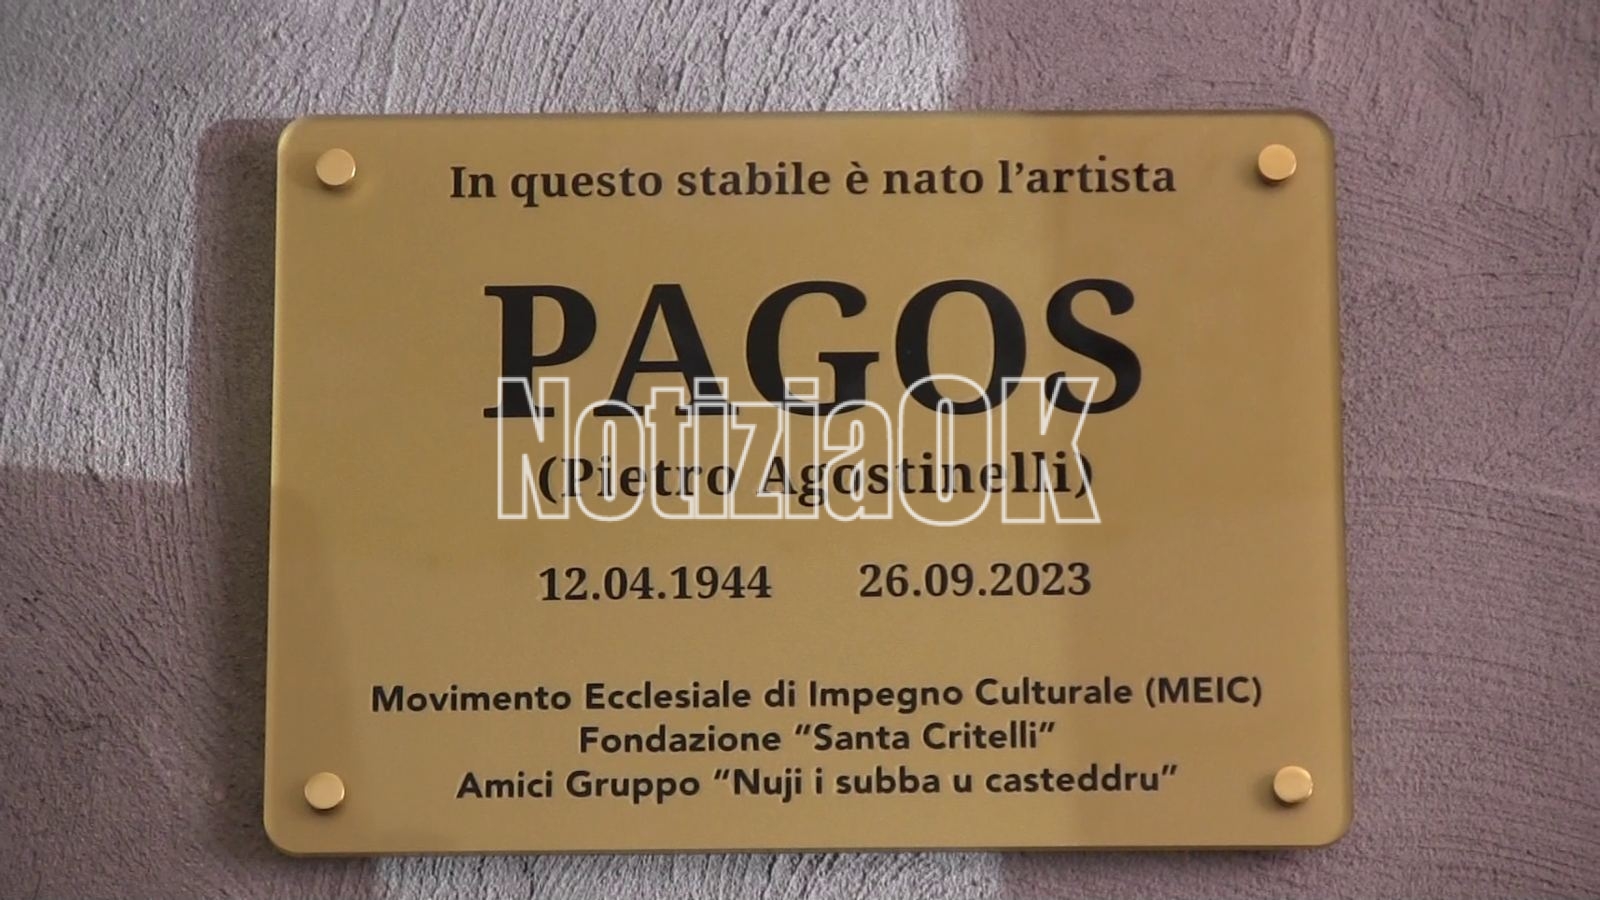 In questo stabile è nato l’artista
PAGOS
NotiziaOK
(Pietro Agostinelli)
12.04.1944 26.09.2023
Movimento Ecclesiale di Impegno Culturale (MEIC)
Fondazione “Santa Critelli”
Amici Gruppo “Nuji i subba u casteddru”